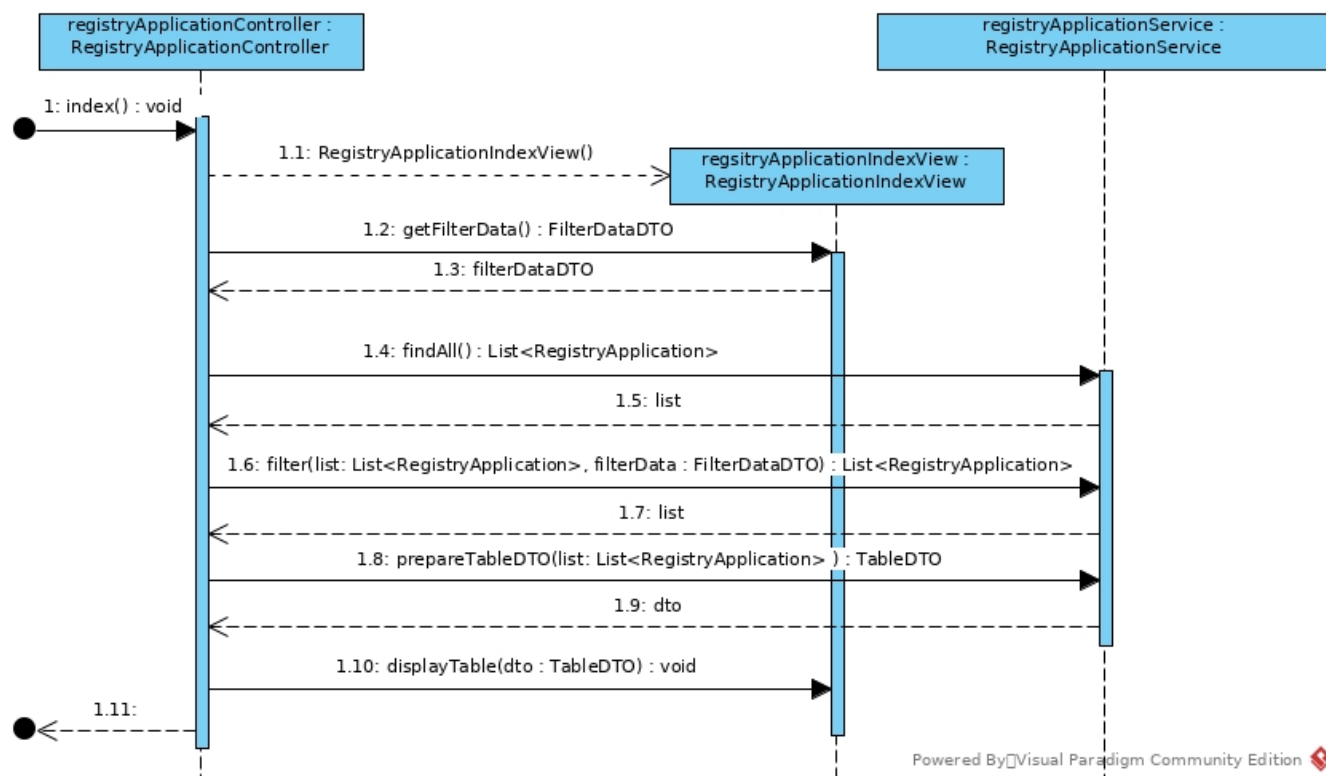 registryApplicationController :
RegistryApplicationController
registryApplicationService :
RegistryApplicationService
1: index() : void
1.1: RegistryApplicationIndexView()
regsitryApplicationIndexView :
RegistryApplicationIndexView
1.2: getFilterData() : FilterDataDTO
1.3: filterDataDTO
1.4: findAll() : List<RegistryApplication>
1.5: list
1.6: filter(list: List<RegistryApplication>, filterData : FilterDataDTO) : List<RegistryApplication>
1.7: list
1.8: prepareTableDTO(list: List<RegistryApplication> ) : TableDTO
1.9: dto
1.10: displayTable(dto : TableDTO) : void
1.11:
Powered By Visual Paradigm Community Edition